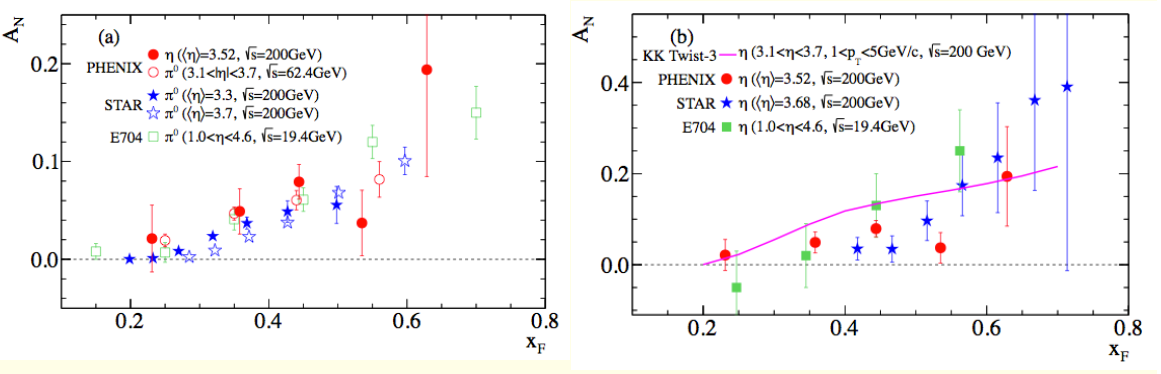 A_N
(a)
η (⟨η⟩=3.52, √s=200GeV)
PHENIX
π⁰ (3.1<|η|<3.7, √s=62.4GeV)
π⁰ (⟨η⟩=3.3, √s=200GeV)
STAR
π⁰ (⟨η⟩=3.7, √s=200GeV)
E704 π⁰ (1.0<η<4.6, √s=19.4GeV)
0.2
0.1
0.0
0.2 0.4 0.6 0.8
x_F
A_N
(b)
KK Twist-3 η (3.1<η<3.7, 1<p_T<5GeV/c, √s=200 GeV)
PHENIX η (⟨η⟩=3.52, √s=200GeV)
STAR η (⟨η⟩=3.68, √s=200GeV)
E704 η (1.0<η<4.6, √s=19.4GeV)
0.4
0.2
0.0
0.2 0.4 0.6 0.8
x_F